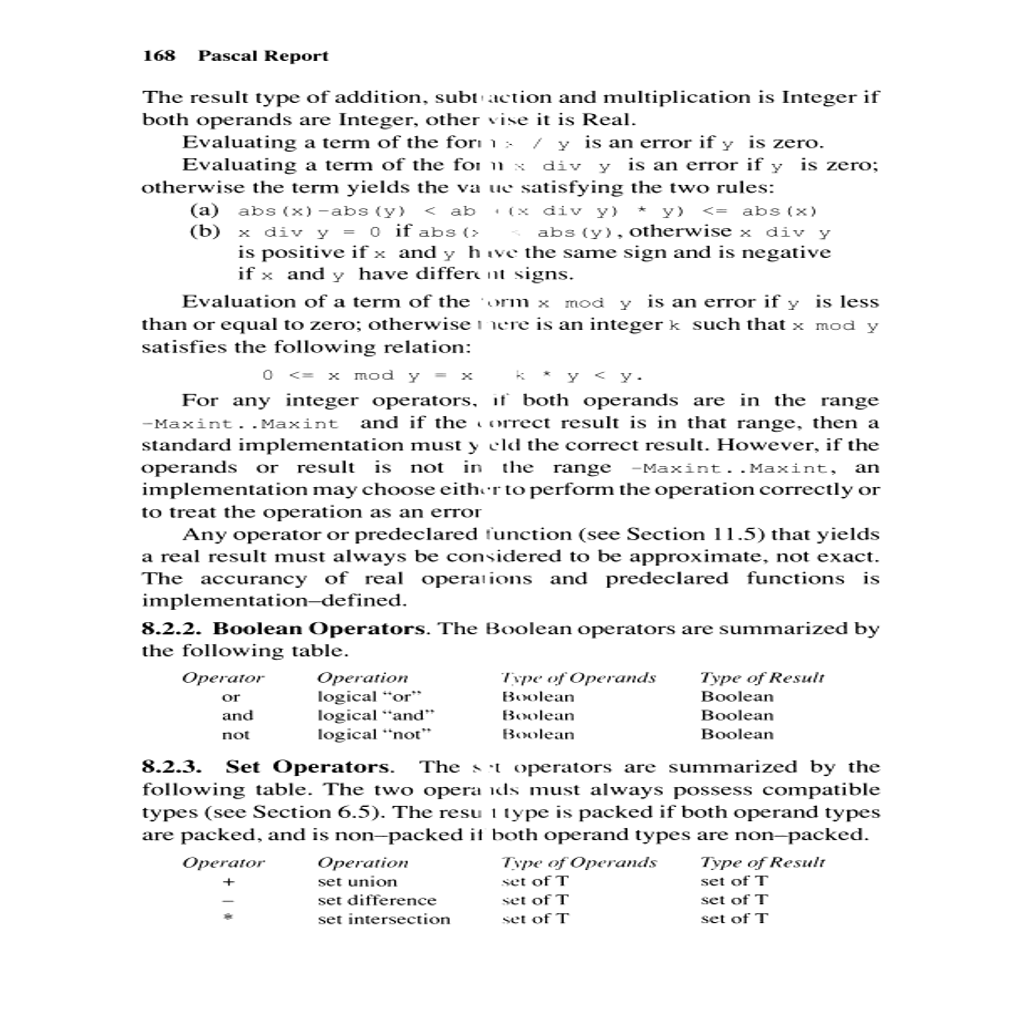 168 Pascal Report
The result type of addition, subtraction and multiplication is Integer if
both operands are Integer, otherwise it is Real.
Evaluating a term of the form x / y is an error if y is zero.
Evaluating a term of the form x div y is an error if y is zero;
otherwise the term yields the value satisfying the two rules:
(a) abs(x)-abs(y) < abs((x div y) * y) <= abs(x)
(b) x div y = 0 if abs(x) < abs(y), otherwise x div y
is positive if x and y have the same sign and is negative
if x and y have different signs.
Evaluation of a term of the form x mod y is an error if y is less
than or equal to zero; otherwise there is an integer k such that x mod y
satisfies the following relation:
0 <= x mod y = x k * y < y.
For any integer operators, if both operands are in the range
-Maxint..Maxint and if the correct result is in that range, then a
standard implementation must yield the correct result. However, if the
operands or result is not in the range -Maxint..Maxint, an
implementation may choose either to perform the operation correctly or
to treat the operation as an error
Any operator or predeclared function (see Section 11.5) that yields
a real result must always be considered to be approximate, not exact.
The accurancy of real operations and predeclared functions is
implementation–defined.
8.2.2. Boolean Operators. The Boolean operators are summarized by
the following table.
Operator Operation Type of Operands Type of Result
or logical “or” Boolean Boolean
and logical “and” Boolean Boolean
not logical “not” Boolean Boolean
8.2.3. Set Operators. The set operators are summarized by the
following table. The two operands must always possess compatible
types (see Section 6.5). The result type is packed if both operand types
are packed, and is non–packed if both operand types are non–packed.
Operator Operation Type of Operands Type of Result
+ set union set of T set of T
– set difference set of T set of T
* set intersection set of T set of T